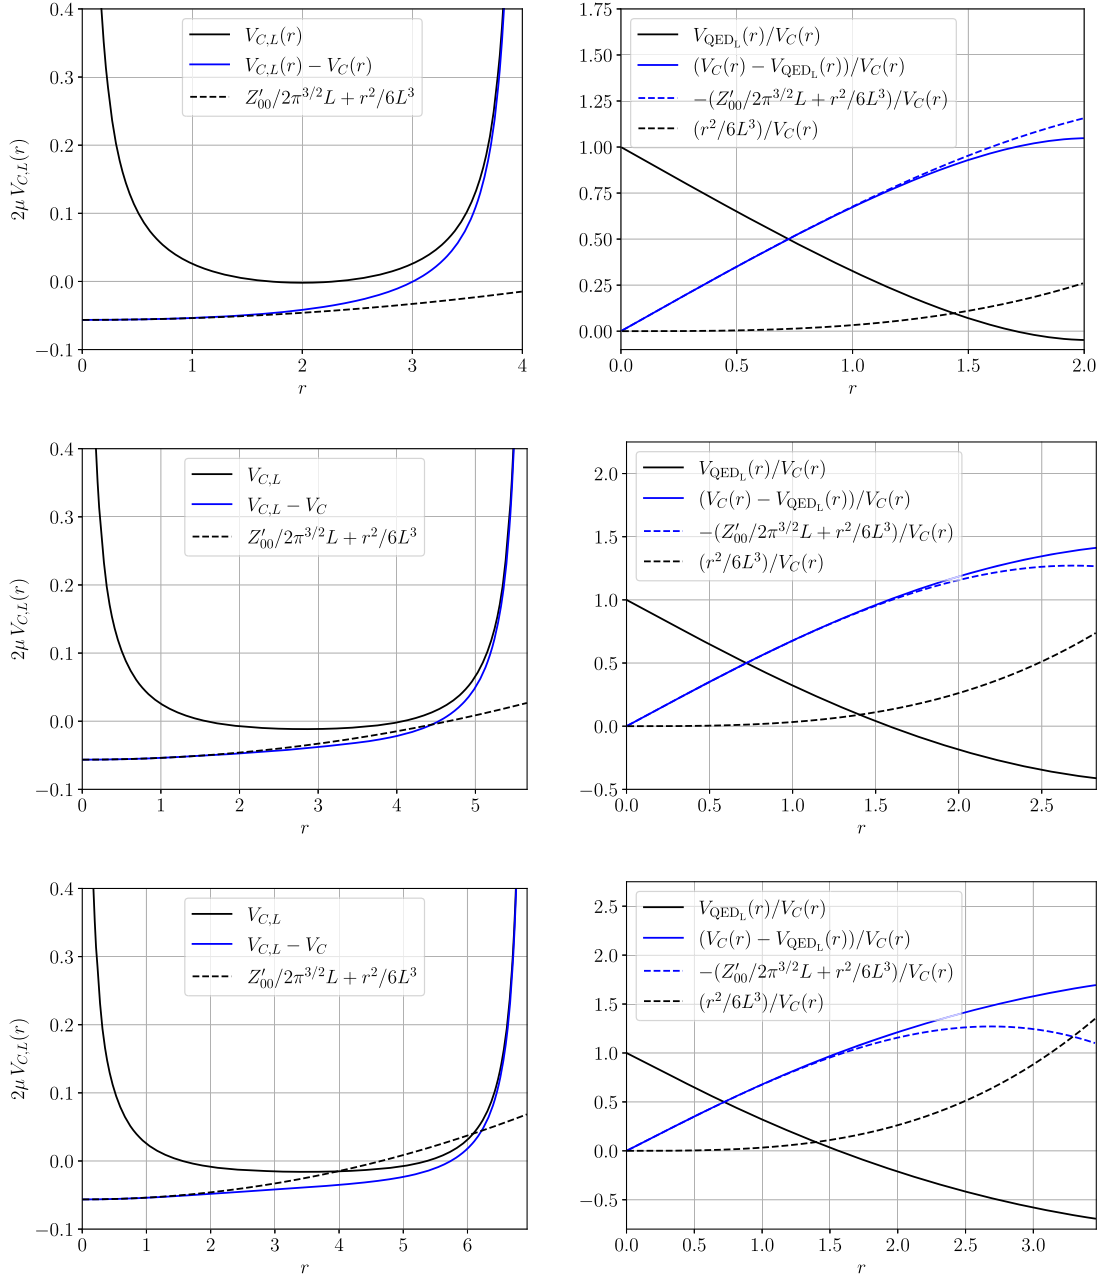 2μ V_{C,L}(r)
0.4
0.3
0.2
0.1
0.0
−0.1
V_{C,L}(r)
V_{C,L}(r) − V_C(r)
Z′_{00}/2π^{3/2}L + r²/6L³
0 1 2 3 4
r
1.75
1.50
1.25
1.00
0.75
0.50
0.25
0.00
V_{QED_L}(r)/V_C(r)
(V_C(r) − V_{QED_L}(r))/V_C(r)
−(Z′_{00}/2π^{3/2}L + r²/6L³)/V_C(r)
(r²/6L³)/V_C(r)
0.0 0.5 1.0 1.5 2.0
r
2μ V_{C,L}(r)
0.4
0.3
0.2
0.1
0.0
−0.1
V_{C,L}
V_{C,L} − V_C
Z′_{00}/2π^{3/2}L + r²/6L³
0 1 2 3 4 5
r
2.0
1.5
1.0
0.5
0.0
−0.5
V_{QED_L}(r)/V_C(r)
(V_C(r) − V_{QED_L}(r))/V_C(r)
−(Z′_{00}/2π^{3/2}L + r²/6L³)/V_C(r)
(r²/6L³)/V_C(r)
0.0 0.5 1.0 1.5 2.0 2.5
r
2μ V_{C,L}(r)
0.4
0.3
0.2
0.1
0.0
−0.1
V_{C,L}
V_{C,L} − V_C
Z′_{00}/2π^{3/2}L + r²/6L³
0 1 2 3 4 5 6
r
2.5
2.0
1.5
1.0
0.5
0.0
−0.5
V_{QED_L}(r)/V_C(r)
(V_C(r) − V_{QED_L}(r))/V_C(r)
−(Z′_{00}/2π^{3/2}L + r²/6L³)/V_C(r)
(r²/6L³)/V_C(r)
0.0 0.5 1.0 1.5 2.0 2.5 3.0
r